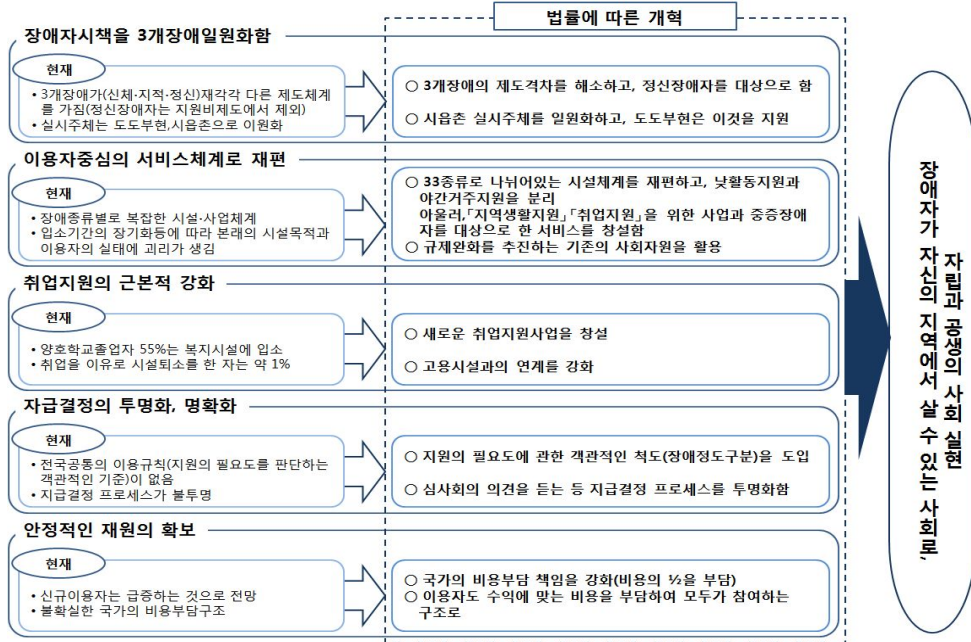 법률에 따른 개혁
장애자시책을 3개장애일원화함
현재
• 3개장애가(신체·지적·정신)재각각 다른 제도체계
를 가짐(정신장애자는 지원비제도에서 제외)
• 실시주체는 도도부현,시읍촌으로 이원화
○ 3개장애의 제도격차를 해소하고, 정신장애자를 대상으로 함
○ 시읍촌 실시주체를 일원화하고, 도도부현은 이것을 지원
이용자중심의 서비스체계로 재편
현재
• 장애종류별로 복잡한 시설·사업체계
• 입소기간의 장기화등에 따라 본래의 시설목적과
이용자의 실태에 괴리가 생김
○ 33종류로 나뉘어있는 시설체계를 재편하고, 낮활동지원과
야간거주지원을 분리
아울러,「지역생활지원」「취업지원」을 위한 사업과 중증장애
자를 대상으로 한 서비스를 창설함
○ 규제완화를 추진하는 기존의 사회자원을 활용
취업지원의 근본적 강화
현재
• 양호학교졸업자 55%는 복지시설에 입소
• 취업을 이유로 시설퇴소를 한 자는 약 1%
○ 새로운 취업지원사업을 창설
○ 고용시설과의 연계를 강화
자급결정의 투명화, 명확화
현재
• 전국공통의 이용규칙(지원의 필요도를 판단하는
객관적인 기준)이 없음
• 지급결정 프로세스가 불투명
○ 지원의 필요도에 관한 객관적인 척도(장애정도구분)을 도입
○ 심사회의 의견을 듣는 등 지급결정 프로세스를 투명화함
안정적인 재원의 확보
현재
• 신규이용자는 급증하는 것으로 전망
• 불확실한 국가의 비용부담구조
○ 국가의 비용부담 책임을 강화(비용의 ½을 부담)
○ 이용자도 수익에 맞는 비용을 부담하여 모두가 참여하는
구조로
장애자가 자신의 지역에서 살 수 있는 사회로,
자립과 공생의 사회 실현